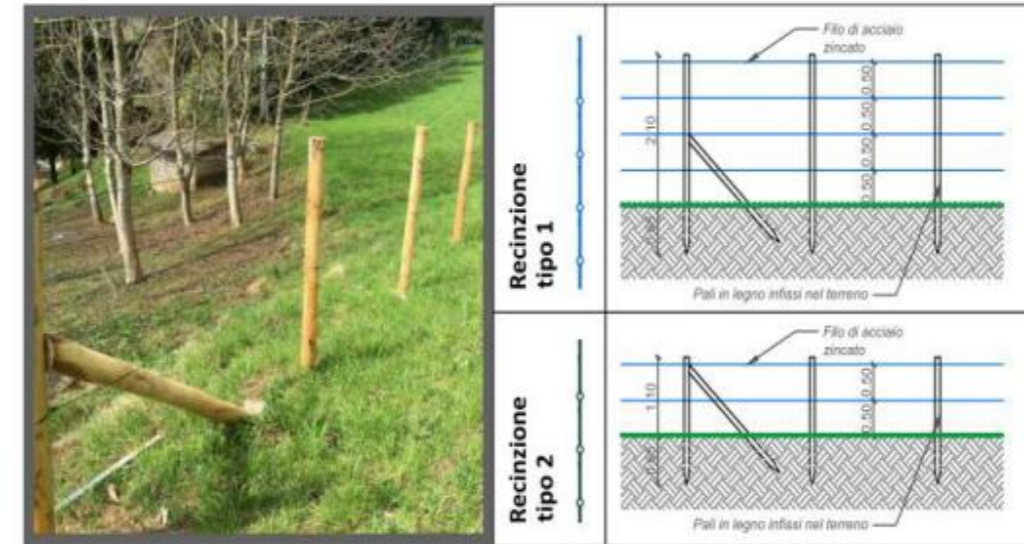 Recinzione
tipo 1
Filo di acciaio
zincato
2.10
0.50
0.50
0.50
0.50
Pali in legno infissi nel terreno
Recinzione
tipo 2
Filo di acciaio
zincato
1.10
0.50
0.50
Pali in legno infissi nel terreno